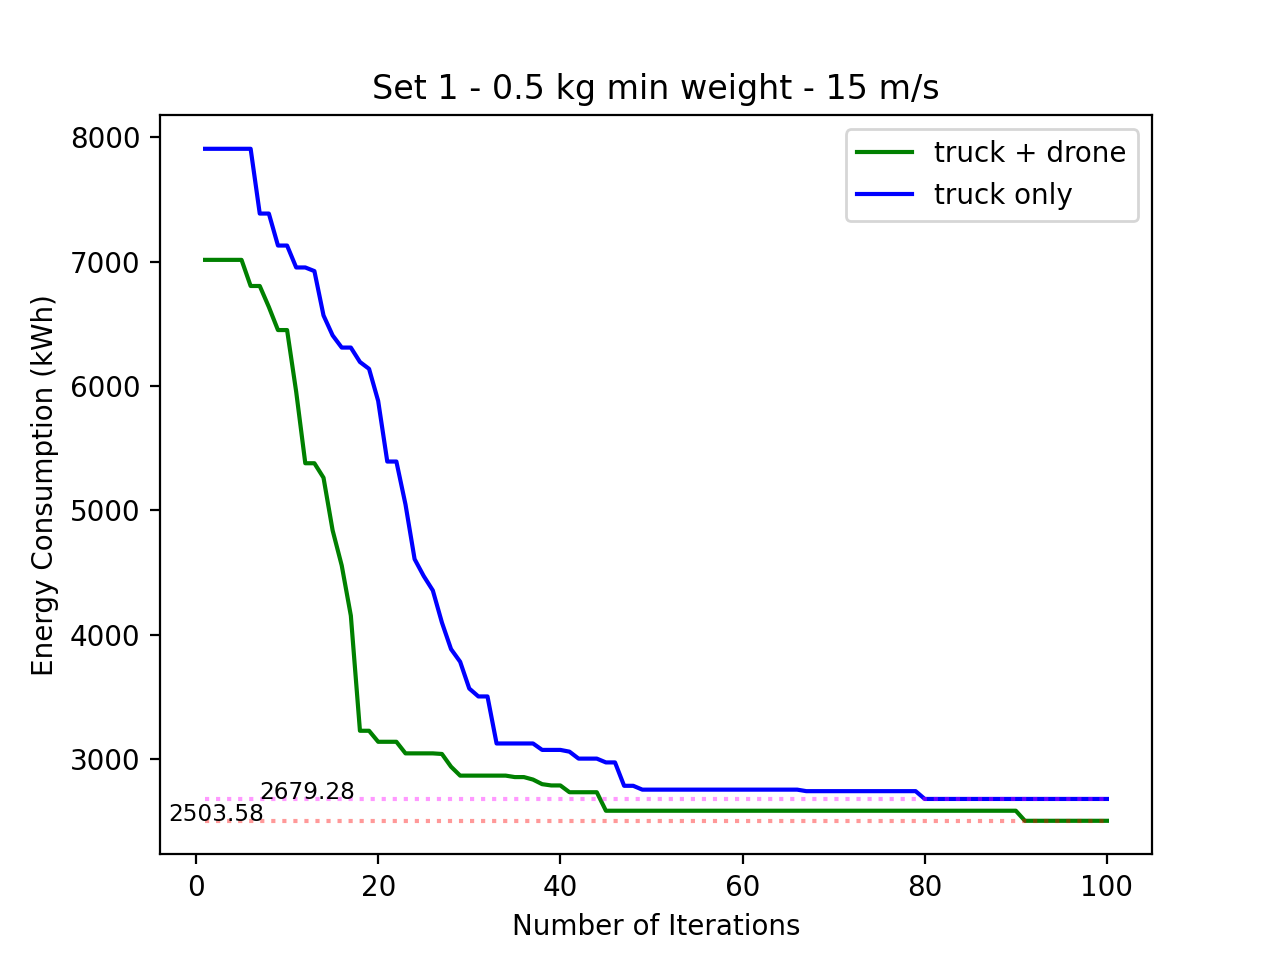 Set 1 - 0.5 kg min weight - 15 m/s
truck + drone
truck only
Energy Consumption (kWh)
8000
7000
6000
5000
4000
3000
2679.28
2503.58
0 20 40 60 80 100
Number of Iterations